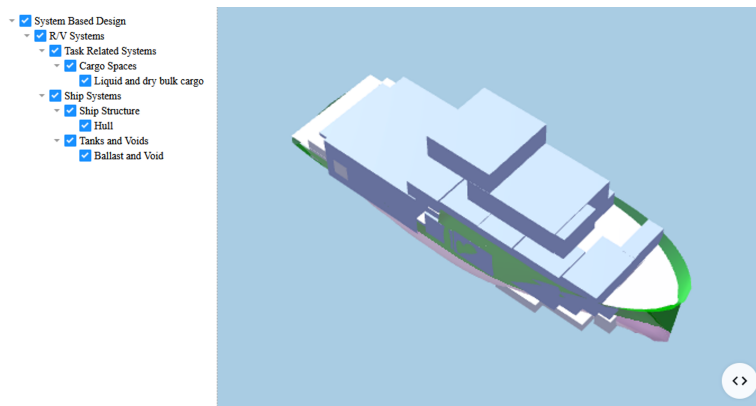 System Based Design
R/V Systems
Task Related Systems
Cargo Spaces
Liquid and dry bulk cargo
Ship Systems
Ship Structure
Hull
Tanks and Voids
Ballast and Void